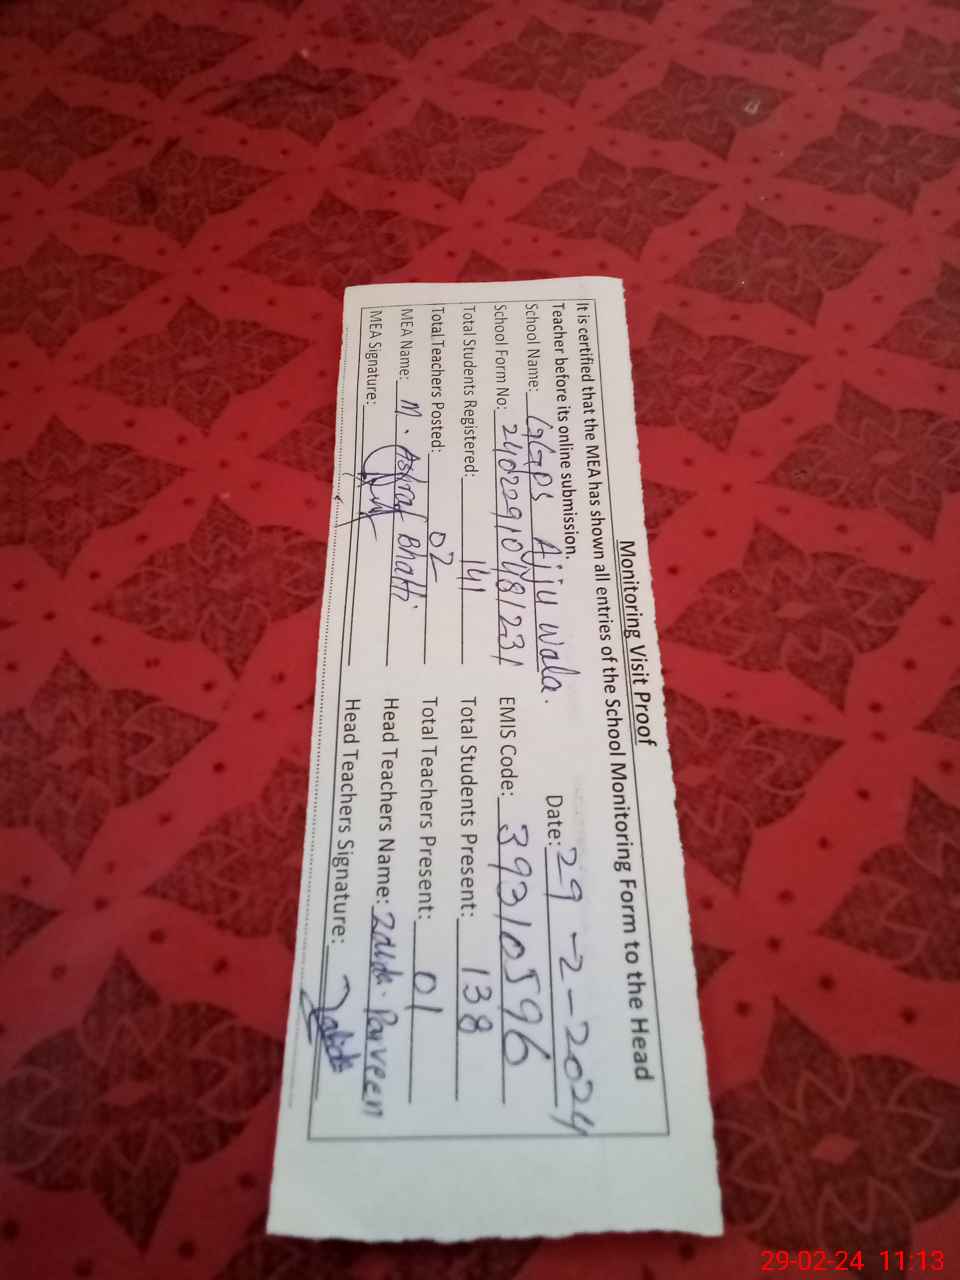 Monitoring Visit Proof
It is certified that the MEA has shown all entries of the School Monitoring Form to the Head
Teacher before its online submission.
Date: 29-2-2024
School Name: GGPS Ajju Wala.
School Form No: 24022910481231 EMIS Code: 39310596
Total Students Registered: 141 Total Students Present: 138
Total Teachers Posted: 02 Total Teachers Present: 01
MEA Name: M. Ashraf Bhatti Head Teachers Name: Parveen
MEA Signature: Head Teachers Signature:
29-02-24 11:13